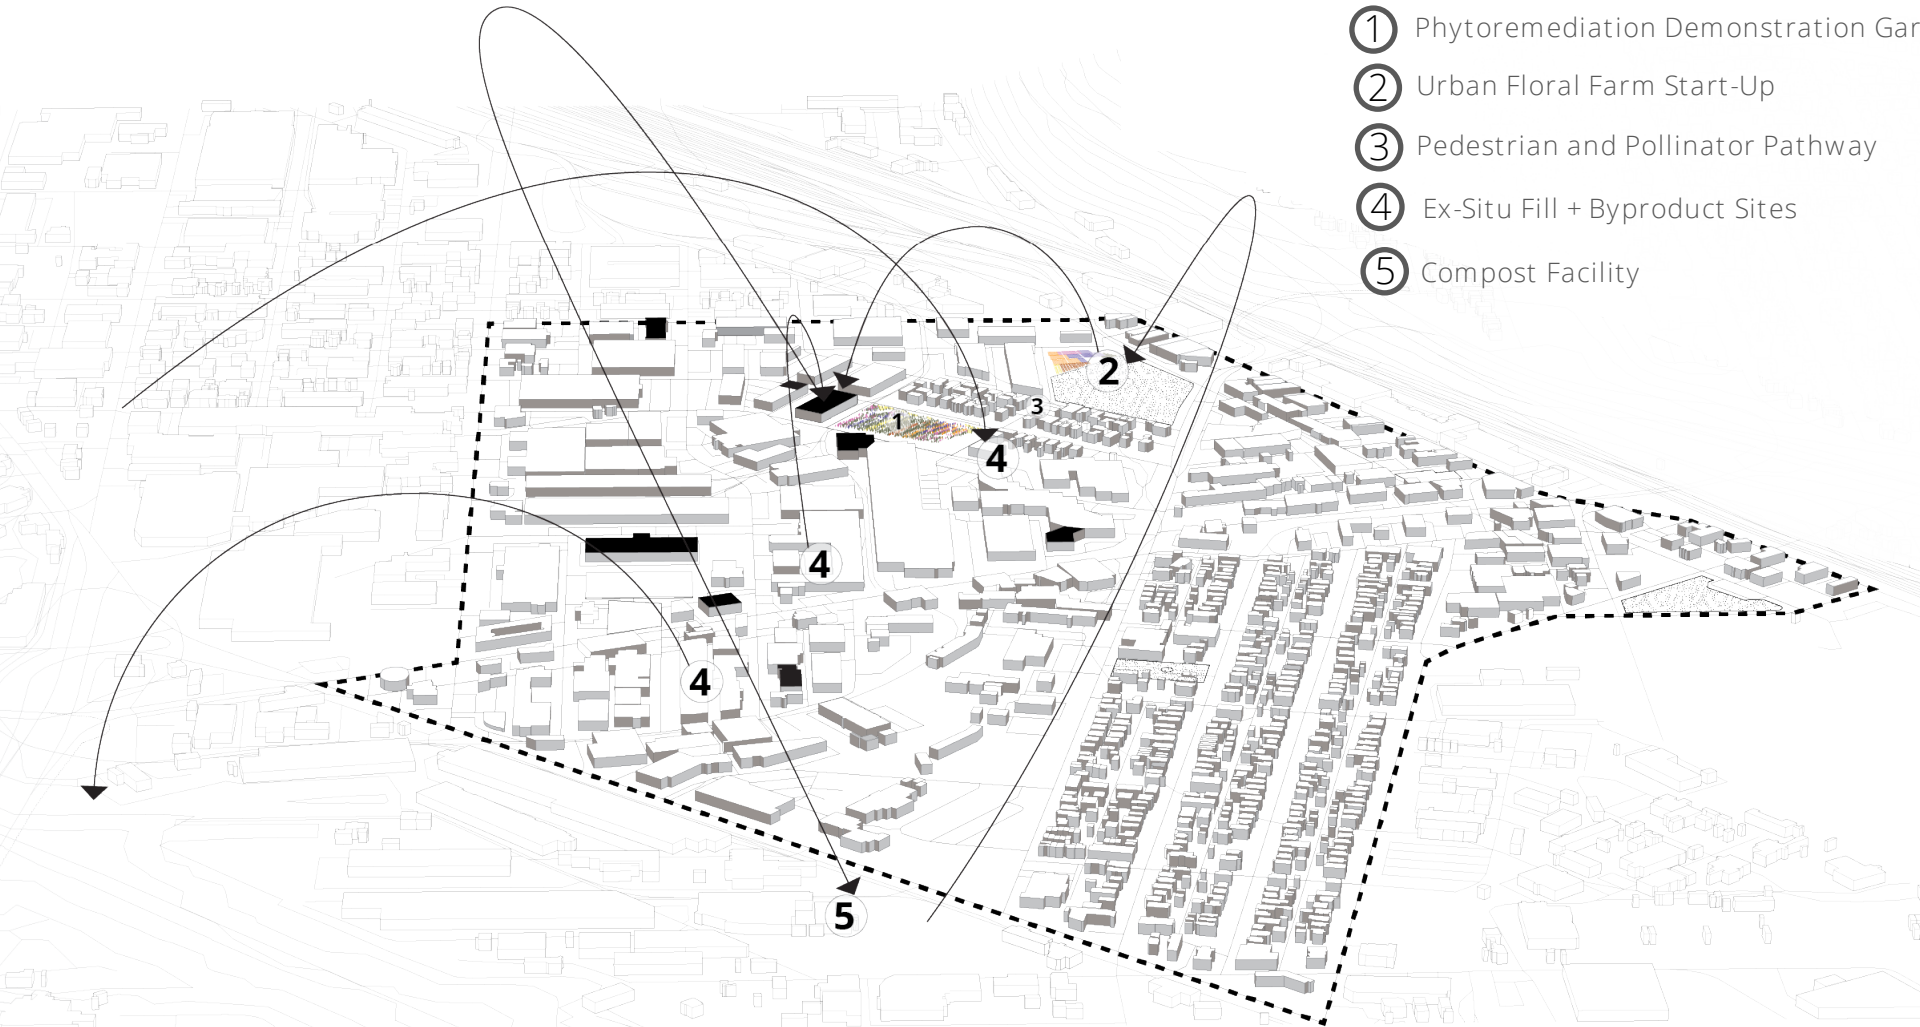 1 Phytoremediation Demonstration Gar
2 Urban Floral Farm Start-Up
3 Pedestrian and Pollinator Pathway
4 Ex-Situ Fill + Byproduct Sites
5 Compost Facility
2
3
1
4
4
4
5